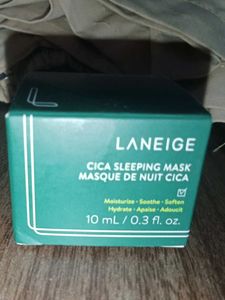 LANEIGE
CICA SLEEPING MASK
MASQUE DE NUIT CICA
Moisturize • Soothe • Soften
Hydrate • Apaise • Adoucit
10 mL / 0.3 fl. oz.